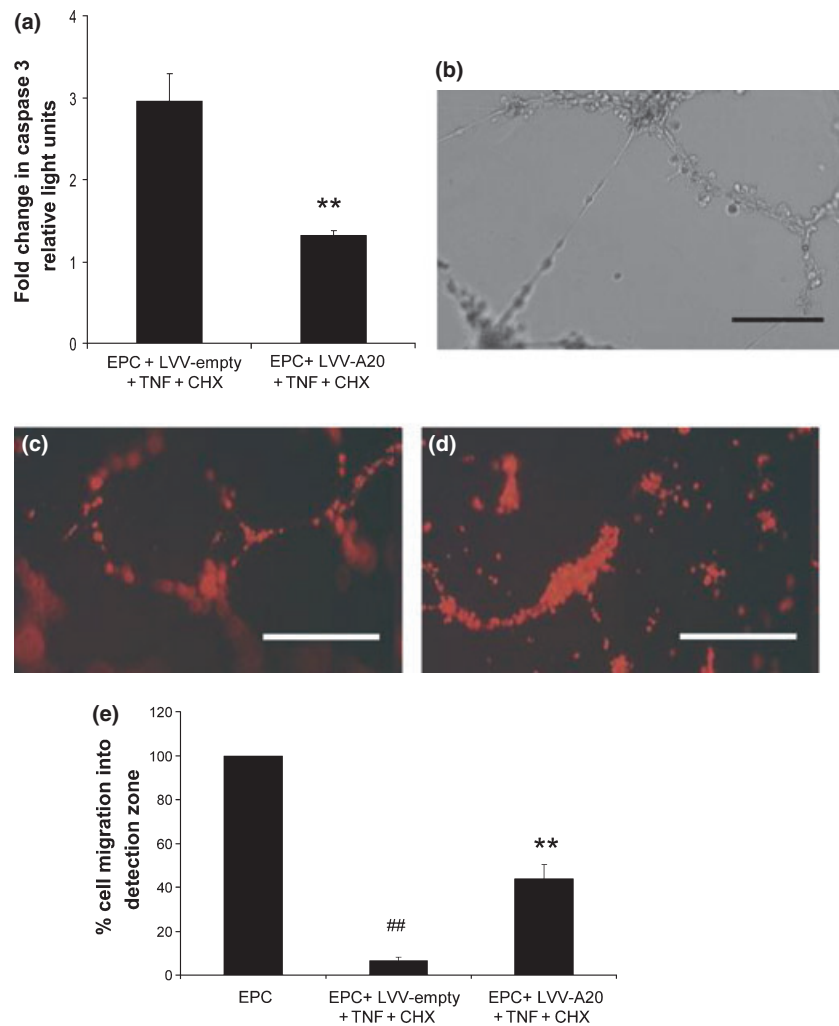 (a)
Fold change in caspase 3
relative light units
4
3
2
1
0
**
EPC + LVV-empty
+ TNF + CHX
EPC+ LVV-A20
+ TNF + CHX
(b)
(c)
(d)
(e)
% cell migration into
detection zone
120
100
80
60
40
20
0
##
**
EPC
EPC+ LVV-empty
+ TNF + CHX
EPC+ LVV-A20
+ TNF + CHX